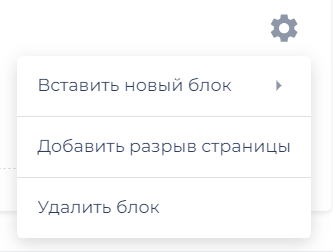 Вставить новый блок
Добавить разрыв страницы
Удалить блок